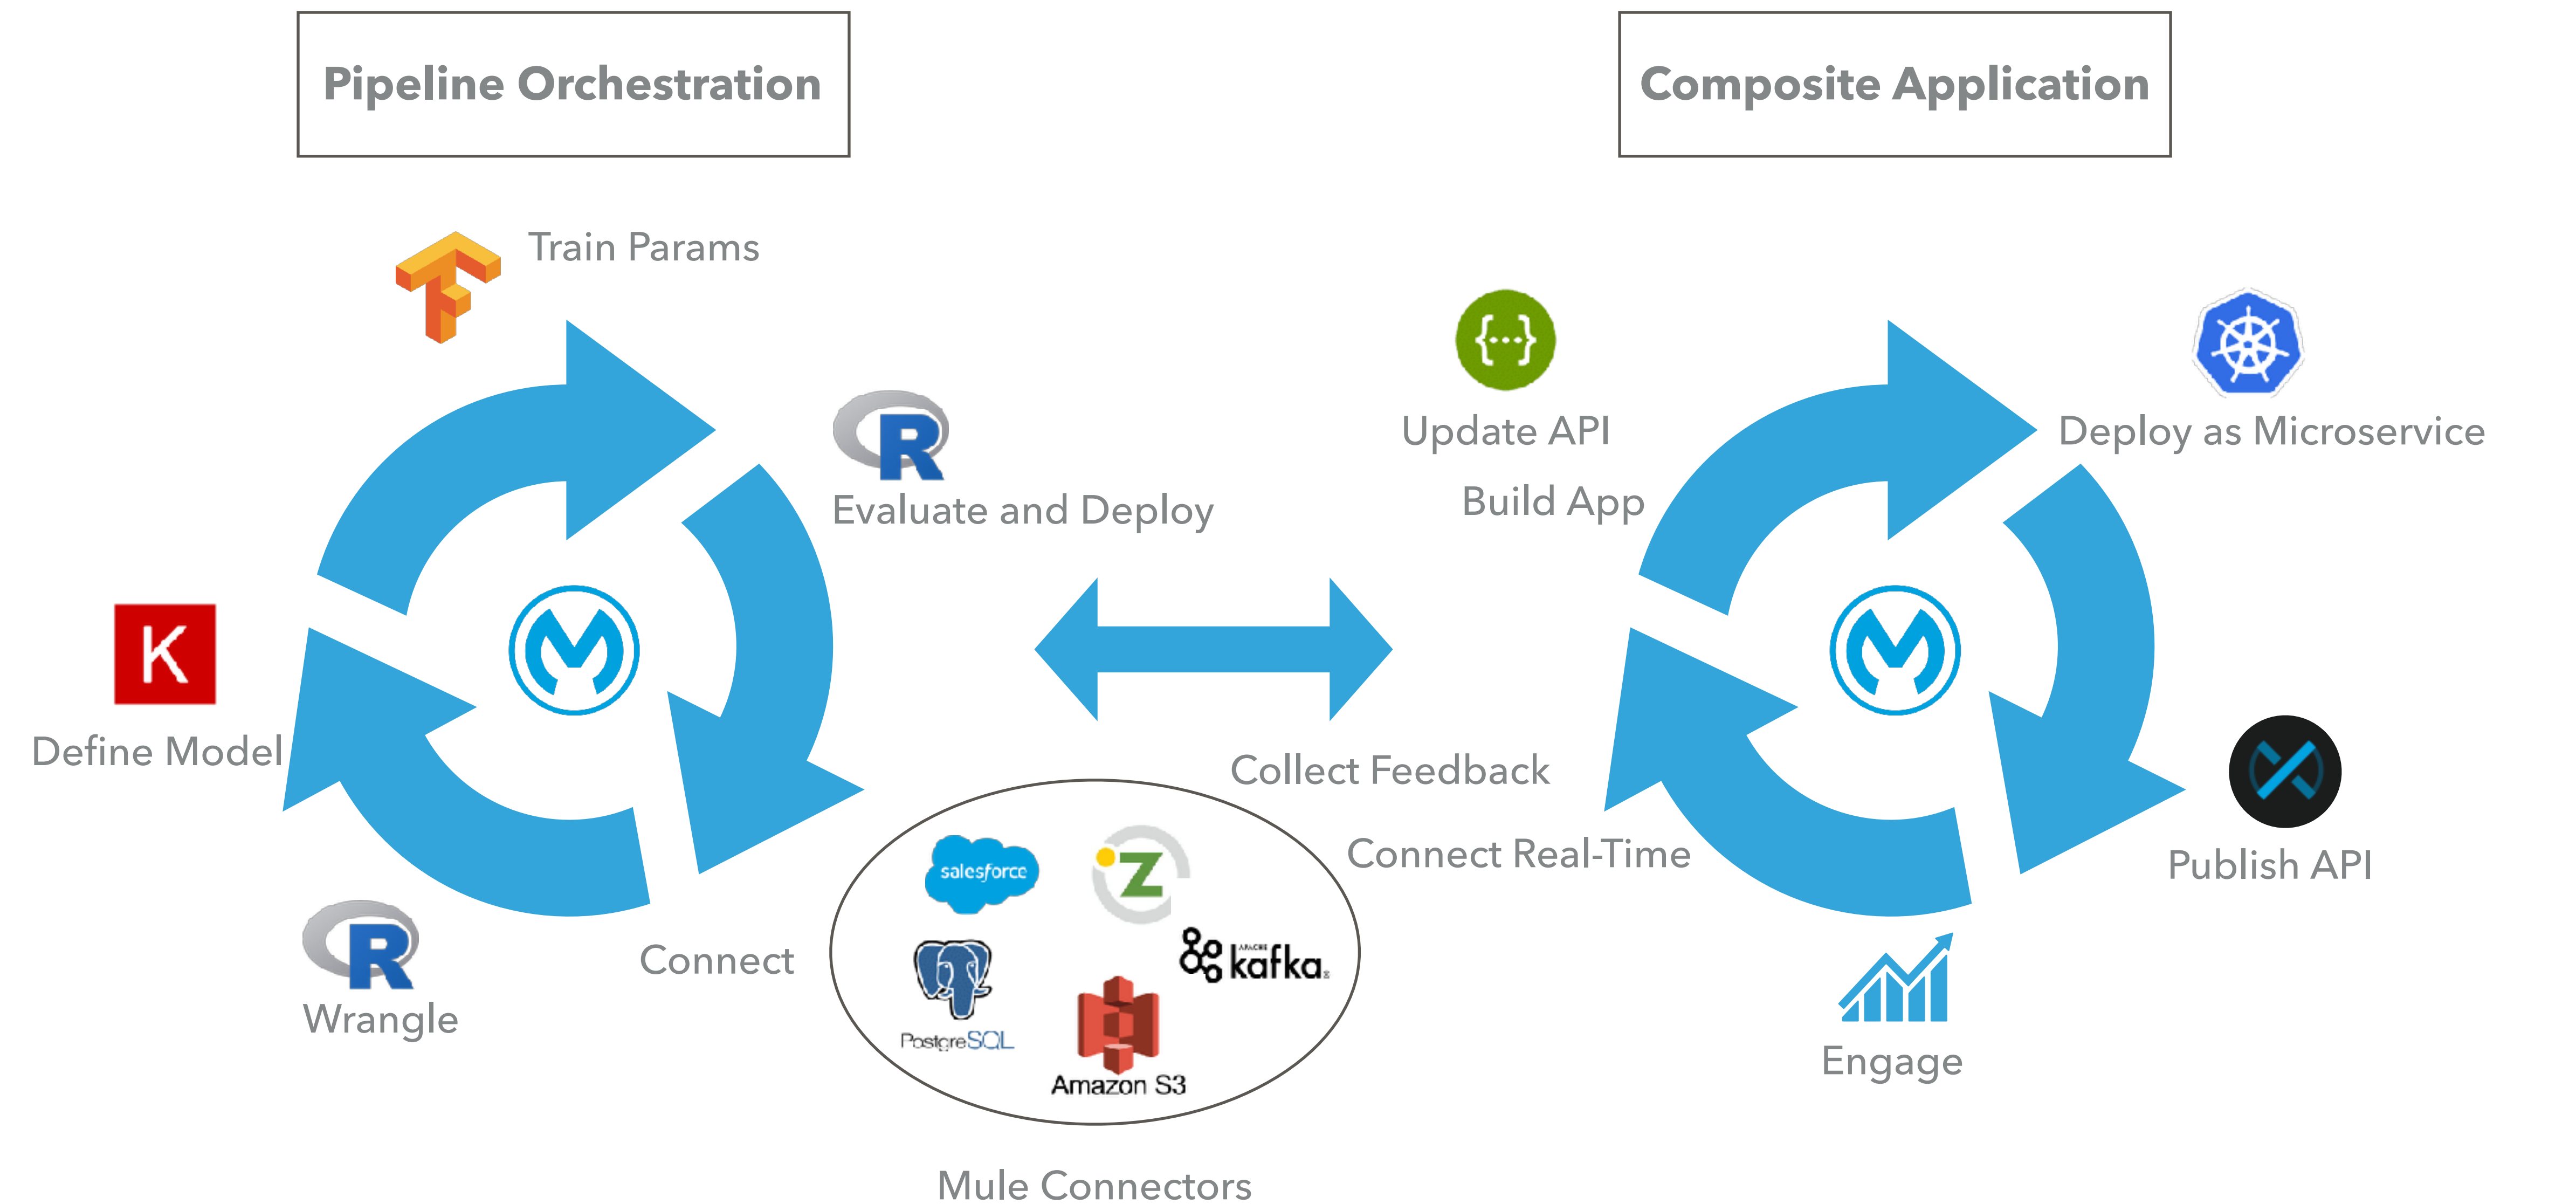 Pipeline Orchestration
Composite Application
Train Params
Update API
Deploy as Microservice
Build App
R
Evaluate and Deploy
K
Define Model
Collect Feedback
Connect Real-Time
Publish API
salesforce
Z
APACHE
kafka
PostgreSQL
Amazon S3
Connect
R
Wrangle
Engage
Mule Connectors